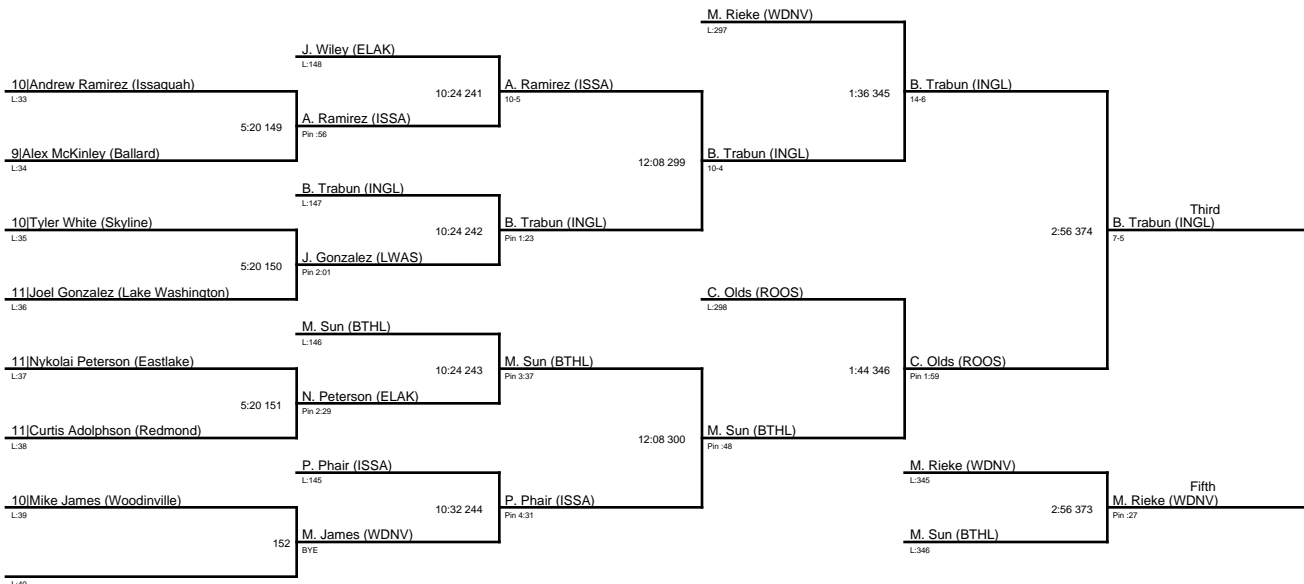 M. Rieke (WDNV)
L:297
J. Wiley (ELAK)
L:148
10|Andrew Ramirez (Issaquah)
L:33
10:24 241
A. Ramirez (ISSA)
10-5
1:36 345
B. Trabun (INGL)
14-6
5:20 149
A. Ramirez (ISSA)
Pin :56
9|Alex McKinley (Ballard)
L:34
12:08 299
B. Trabun (INGL)
10-4
B. Trabun (INGL)
L:147
10|Tyler White (Skyline)
L:35
10:24 242
B. Trabun (INGL)
Pin 1:23
2:56 374
Third
B. Trabun (INGL)
7-5
5:20 150
J. Gonzalez (LWAS)
Pin 2:01
11|Joel Gonzalez (Lake Washington)
L:36
C. Olds (ROOS)
L:298
M. Sun (BTHL)
L:146
11|Nykolai Peterson (Eastlake)
L:37
10:24 243
M. Sun (BTHL)
Pin 3:37
1:44 346
C. Olds (ROOS)
Pin 1:59
5:20 151
N. Peterson (ELAK)
Pin 2:29
11|Curtis Adolphson (Redmond)
L:38
12:08 300
M. Sun (BTHL)
Pin :48
P. Phair (ISSA)
L:145
M. Rieke (WDNV)
L:345
10|Mike James (Woodinville)
L:39
10:32 244
P. Phair (ISSA)
Pin 4:31
2:56 373
Fifth
M. Rieke (WDNV)
Pin :27
152
M. James (WDNV)
BYE
M. Sun (BTHL)
L:346
L:40